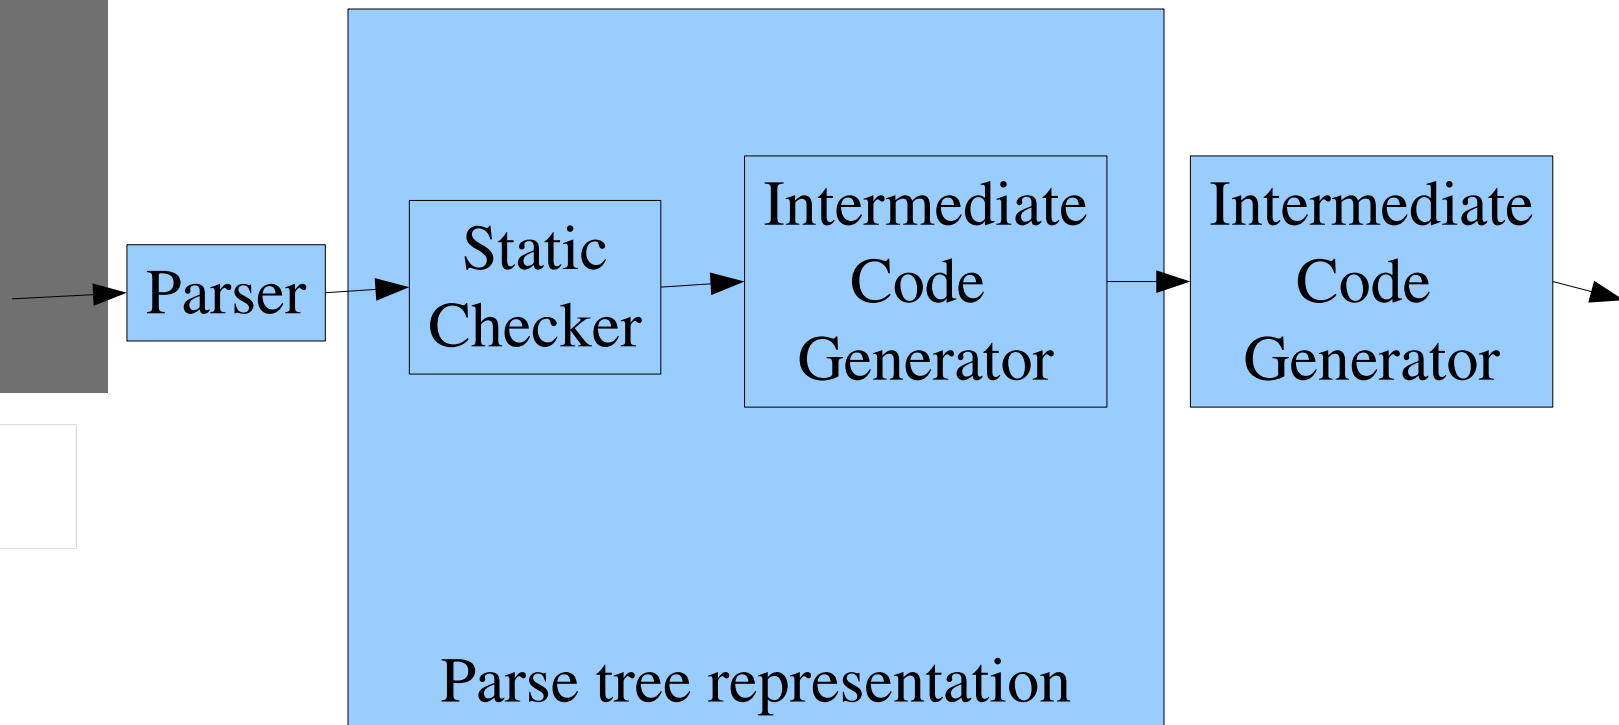 Parser
Static
Checker
Intermediate
Code
Generator
Intermediate
Code
Generator
Parse tree representation